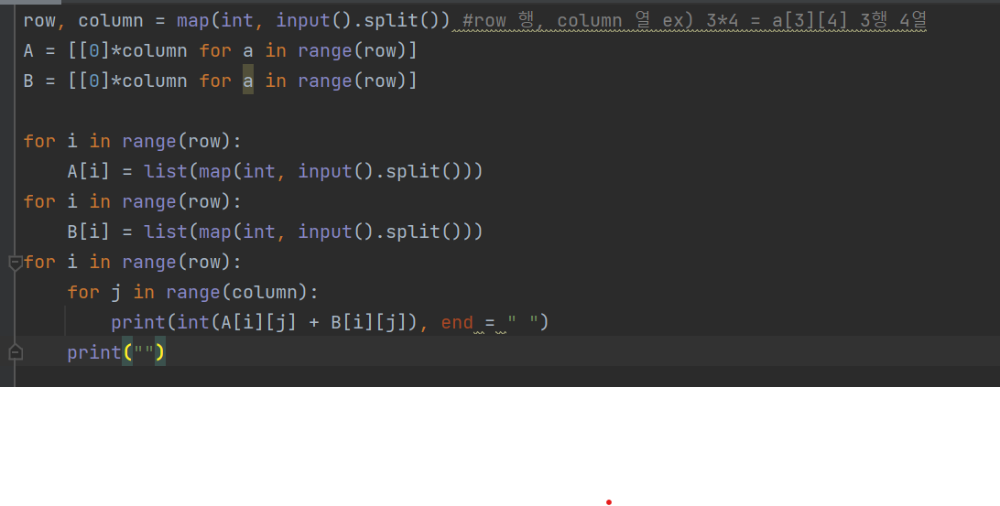 row, column = map(int, input().split()) #row 행, column 열 ex) 3*4 = a[3][4] 3행 4열
A = [[0]*column for a in range(row)]
B = [[0]*column for a in range(row)]
for i in range(row):
    A[i] = list(map(int, input().split()))
for i in range(row):
    B[i] = list(map(int, input().split()))
for i in range(row):
    for j in range(column):
        print(int(A[i][j] + B[i][j]), end = " ")
    print("")